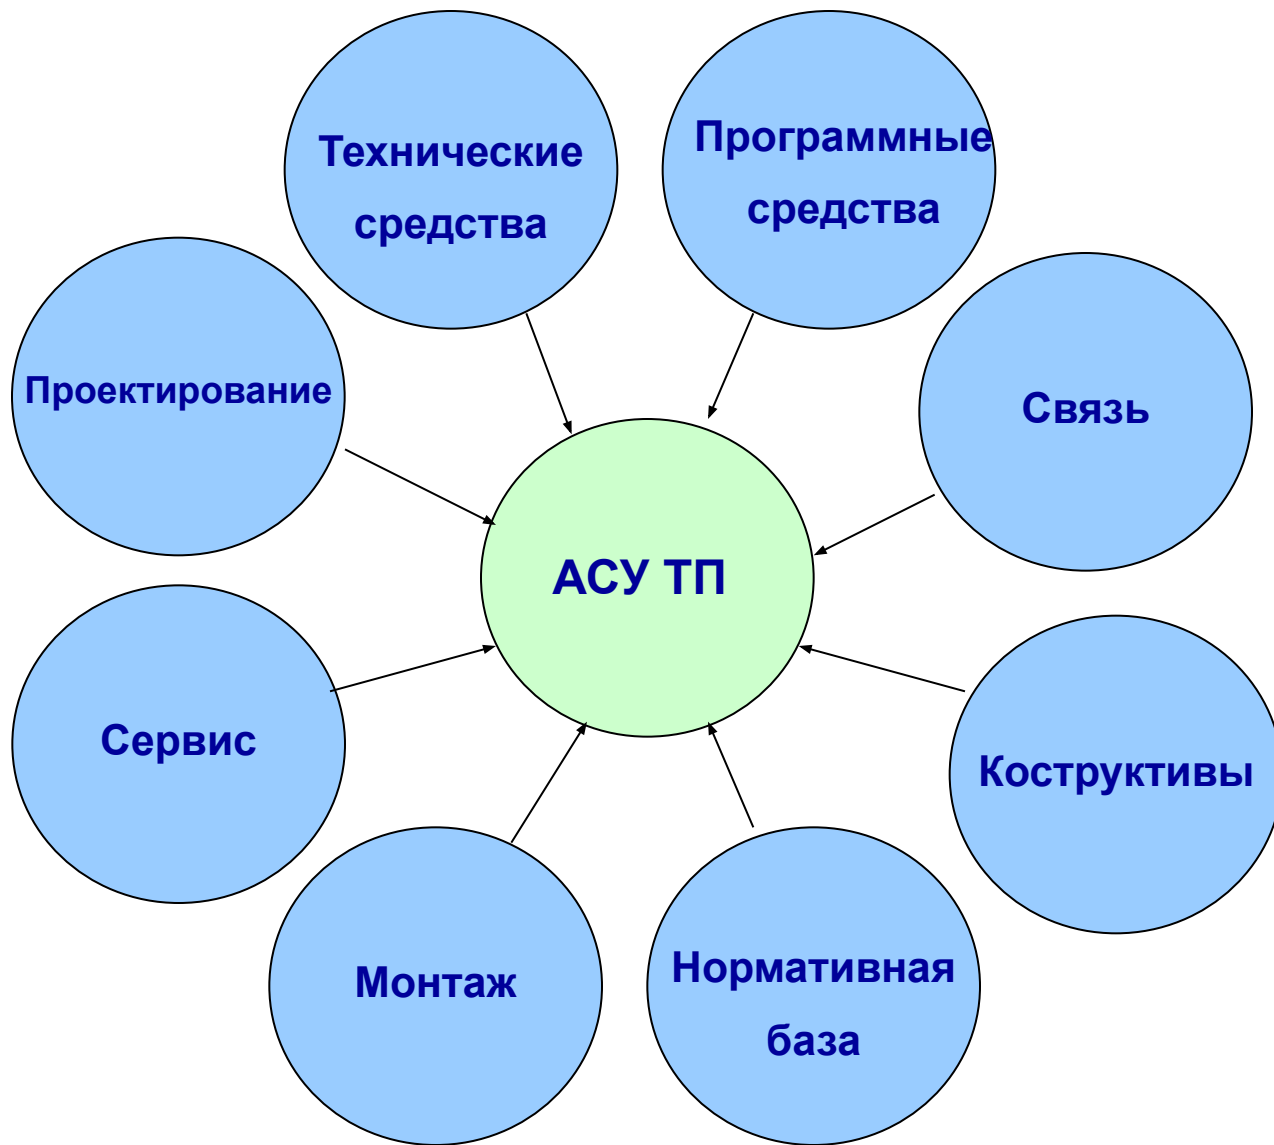 Технические
средства
Программные
средства
Проектирование
Связь
АСУ ТП
Сервис
Коструктивы
Монтаж
Нормативная
база